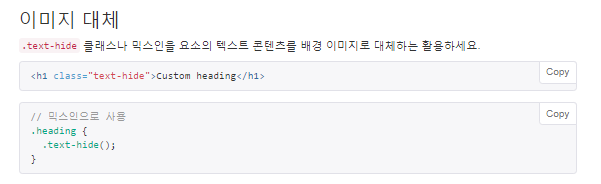 이미지 대체
.text-hide 클래스나 믹스인을 요소의 텍스트 콘텐츠를 배경 이미지로 대체하는 활용하세요.
Copy
<h1 class="text-hide">Custom heading</h1>
Copy
// 믹스인으로 사용
.heading {
  .text-hide();
}